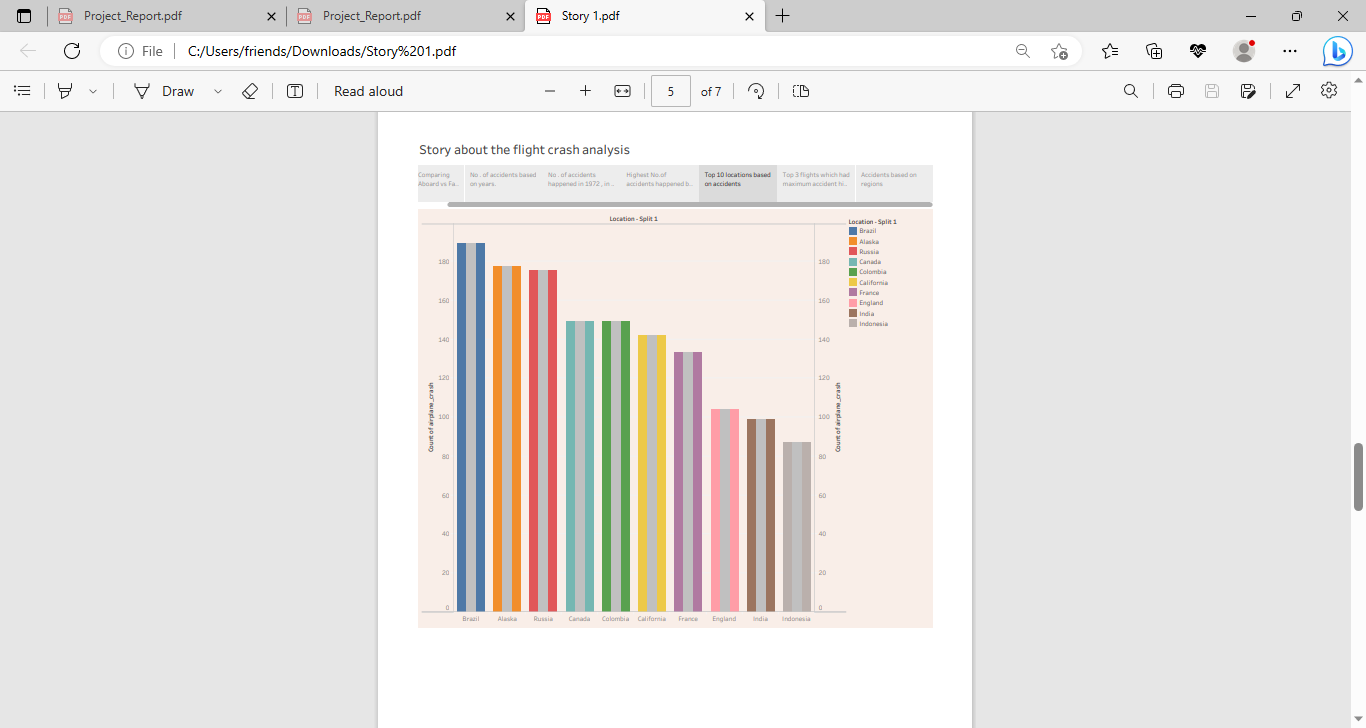 Project_Report.pdf
Project_Report.pdf
Story 1.pdf
File
C:/Users/friends/Downloads/Story%201.pdf
Draw
Read aloud
5
of 7
Story about the flight crash analysis
Comparing
Aboard vs Fa..
No . of accidents based
on years.
No . of accidents
happened in 1972 , in ...
Highest No.of
accidents happened b..
Top 10 locations based
on accidents
Top 3 flights which had
maximum accident hi..
Accidents based on
regions
Location - Split 1
180
160
140
120
100
80
60
40
20
0
Count of airplane_crash
Brazil
Alaska
Russia
Canada
Colombia
California
France
England
India
Indonesia
180
160
140
120
100
80
60
40
20
0
Count of airplane_crash
Location - Split 1
Brazil
Alaska
Russia
Canada
Colombia
California
France
England
India
Indonesia